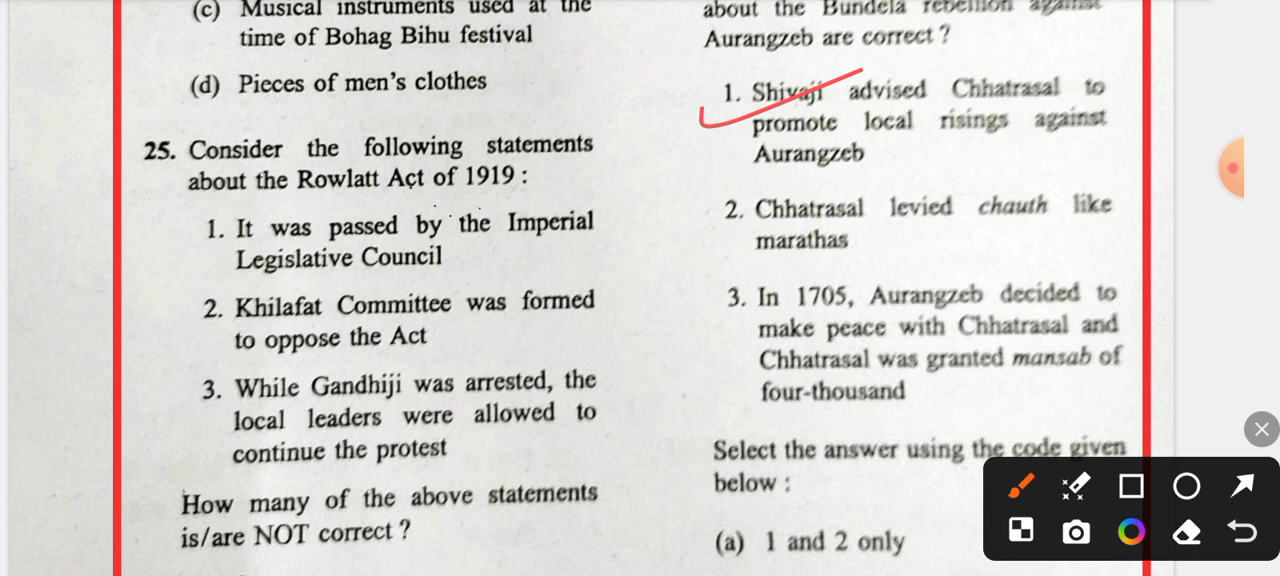 (c) Musical instruments used at the
time of Bohag Bihu festival
(d) Pieces of men's clothes
25. Consider the following statements
about the Rowlatt Act of 1919 :
1. It was passed by the Imperial
Legislative Council
2. Khilafat Committee was formed
to oppose the Act
3. While Gandhiji was arrested, the
local leaders were allowed to
continue the protest
How many of the above statements
is/are NOT correct ?
about the Bundela rebellion against
Aurangzeb are correct ?
1. Shivaji advised Chhatrasal to
promote local risings against
Aurangzeb
2. Chhatrasal levied chauth like
marathas
3. In 1705, Aurangzeb decided to
make peace with Chhatrasal and
Chhatrasal was granted mansab of
four-thousand
Select the answer using the code given
below :
(a) 1 and 2 only